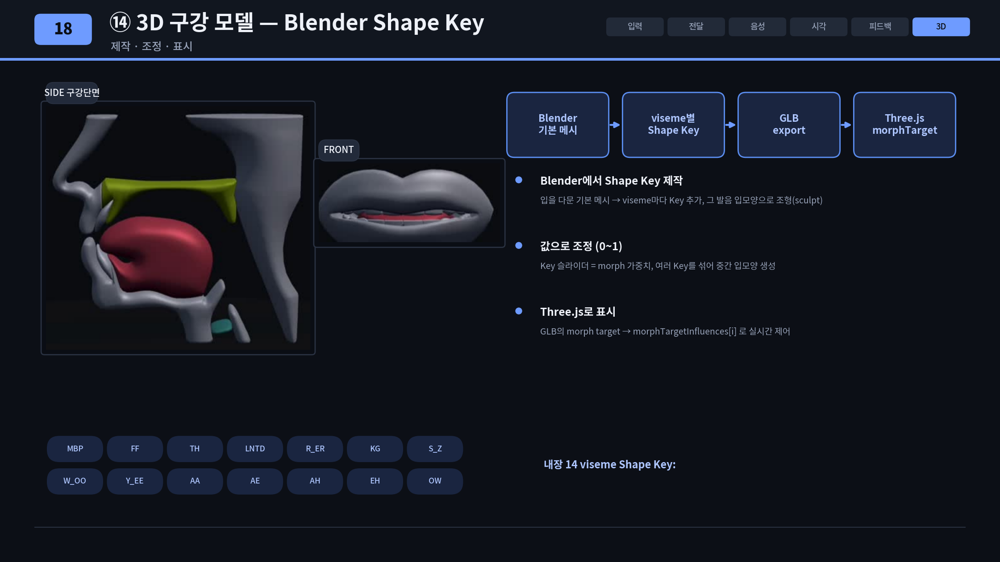 18
⑭ 3D 구강 모델 — Blender Shape Key
제작 · 조정 · 표시
입력
전달
음성
시각
피드백
3D
SIDE 구강단면
FRONT
Blender
기본 메시
viseme별
Shape Key
GLB
export
Three.js
morphTarget
Blender에서 Shape Key 제작
입을 다문 기본 메시 → viseme마다 Key 추가, 그 발음 입모양으로 조형(sculpt)
값으로 조정 (0~1)
Key 슬라이더 = morph 가중치, 여러 Key를 섞어 중간 입모양 생성
Three.js로 표시
GLB의 morph target → morphTargetInfluences[i] 로 실시간 제어
MBP
FF
TH
LNTD
R_ER
KG
S_Z
W_OO
Y_EE
AA
AE
AH
EH
OW
내장 14 viseme Shape Key: